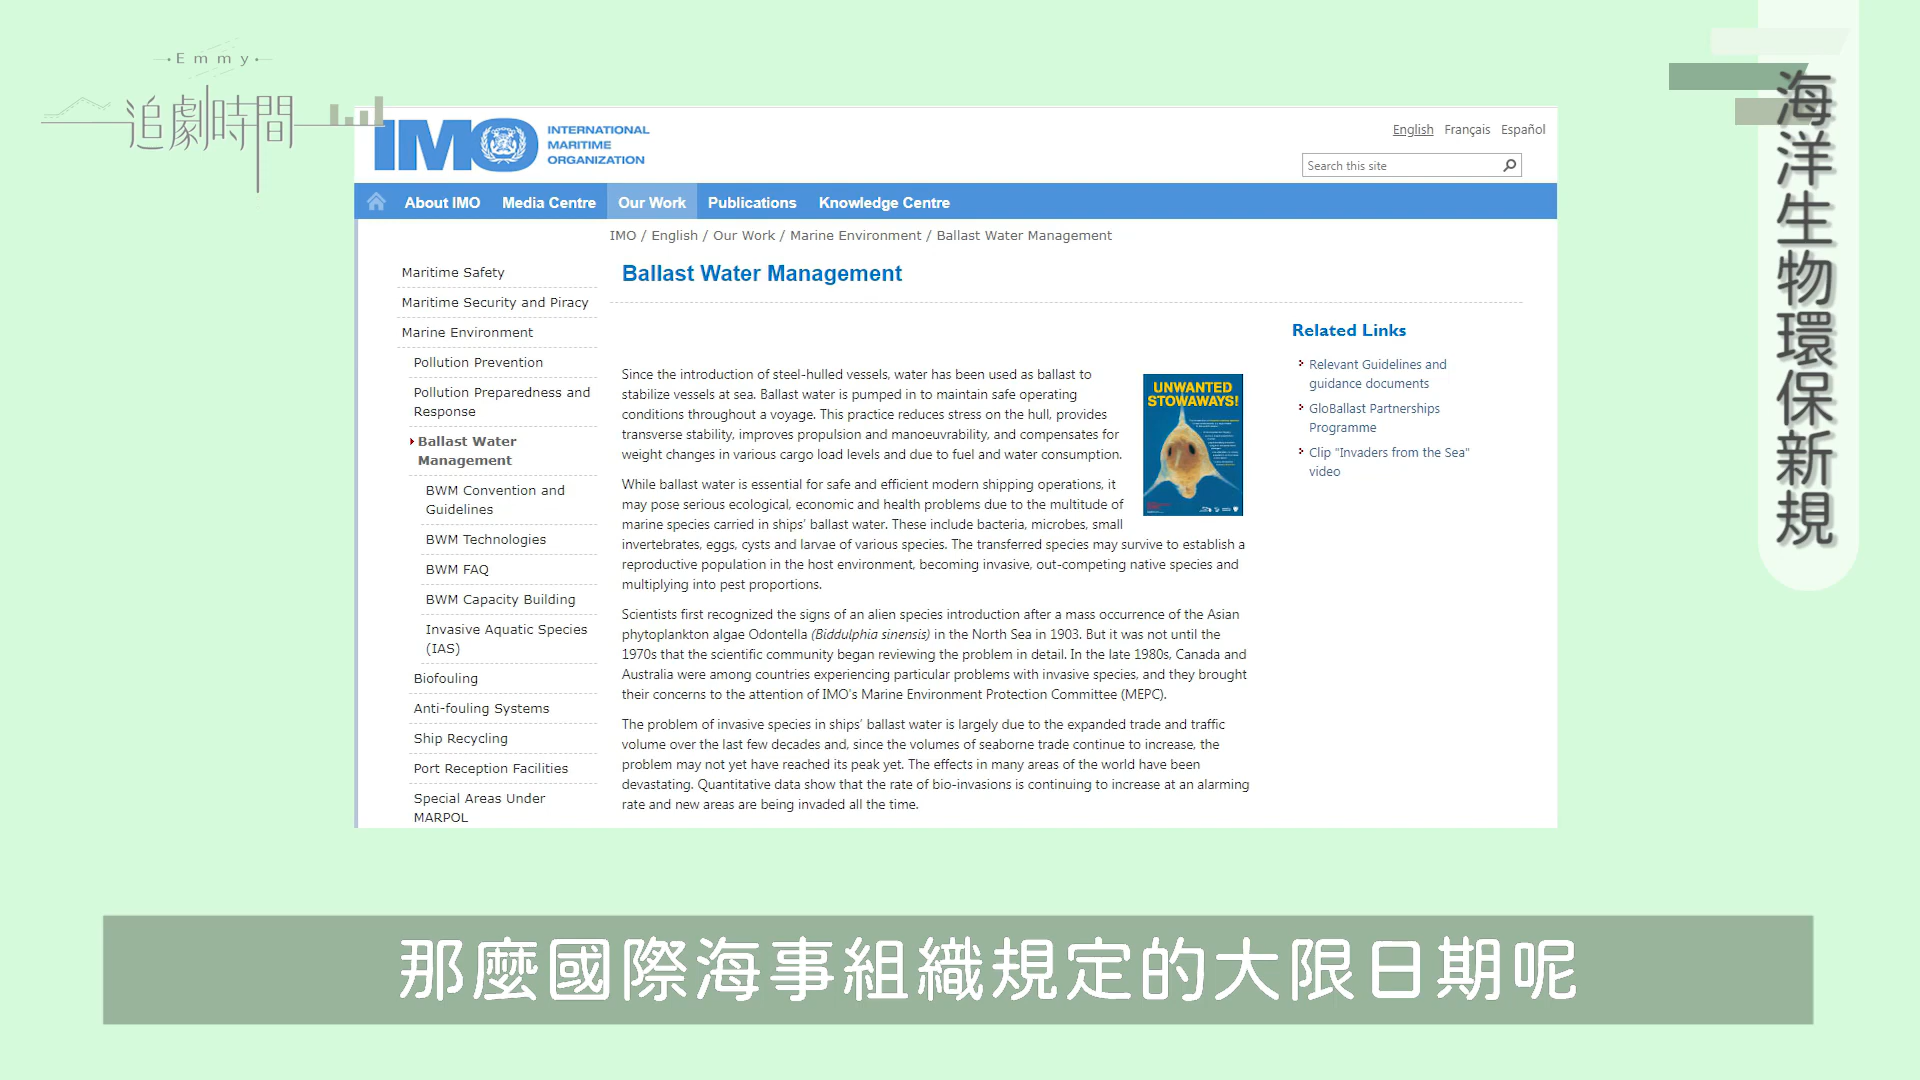 Emmy
追劇時間
海洋生物環保新規
IMO
INTERNATIONAL
MARITIME
ORGANIZATION
English Français Español
Search this site
About IMO Media Centre Our Work Publications Knowledge Centre
IMO / English / Our Work / Marine Environment / Ballast Water Management
Maritime Safety
Maritime Security and Piracy
Marine Environment
Pollution Prevention
Pollution Preparedness and
Response
Ballast Water
Management
BWM Convention and
Guidelines
BWM Technologies
BWM FAQ
BWM Capacity Building
Invasive Aquatic Species
(IAS)
Biofouling
Anti-fouling Systems
Ship Recycling
Port Reception Facilities
Special Areas Under
MARPOL
Ballast Water Management
Since the introduction of steel-hulled vessels, water has been used as ballast to
stabilize vessels at sea. Ballast water is pumped in to maintain safe operating
conditions throughout a voyage. This practice reduces stress on the hull, provides
transverse stability, improves propulsion and manoeuvrability, and compensates for
weight changes in various cargo load levels and due to fuel and water consumption.
While ballast water is essential for safe and efficient modern shipping operations, it
may pose serious ecological, economic and health problems due to the multitude of
marine species carried in ships' ballast water. These include bacteria, microbes, small
invertebrates, eggs, cysts and larvae of various species. The transferred species may survive to establish a
reproductive population in the host environment, becoming invasive, out-competing native species and
multiplying into pest proportions.
Scientists first recognized the signs of an alien species introduction after a mass occurrence of the Asian
phytoplankton algae Odontella (Biddulphia sinensis) in the North Sea in 1903. But it was not until the
1970s that the scientific community began reviewing the problem in detail. In the late 1980s, Canada and
Australia were among countries experiencing particular problems with invasive species, and they brought
their concerns to the attention of IMO's Marine Environment Protection Committee (MEPC).
The problem of invasive species in ships' ballast water is largely due to the expanded trade and traffic
volume over the last few decades and, since the volumes of seaborne trade continue to increase, the
problem may not yet have reached its peak yet. The effects in many areas of the world have been
devastating. Quantitative data show that the rate of bio-invasions is continuing to increase at an alarming
rate and new areas are being invaded all the time.
UNWANTED
STOWAWAYS!
Related Links
Relevant Guidelines and
guidance documents
GloBallast Partnerships
Programme
Clip "Invaders from the Sea"
video
那麼國際海事組織規定的大限日期呢